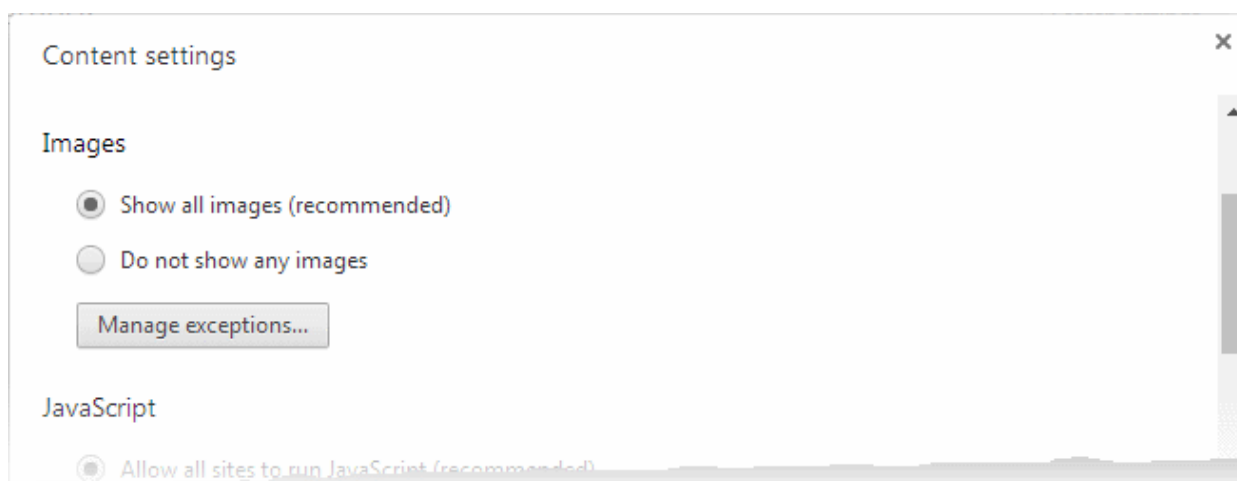 Content settings
Images
Show all images (recommended)
Do not show any images
Manage exceptions...
JavaScript
Allow all sites to run JavaScript (recommended)